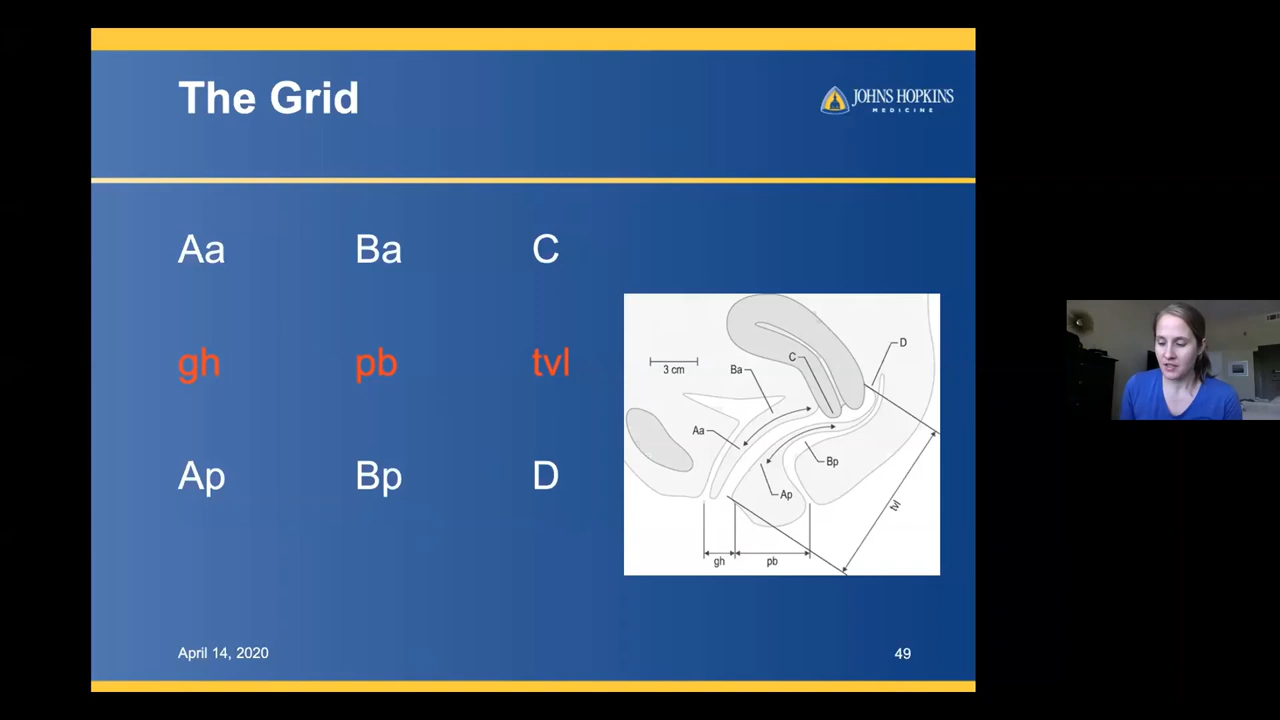 The Grid
JOHNS HOPKINS
MEDICINE
Aa Ba C
gh pb tvl
Ap Bp D
C
D
3 cm
Ba
Aa
Bp
Ap
tvl
gh pb
April 14, 2020
49